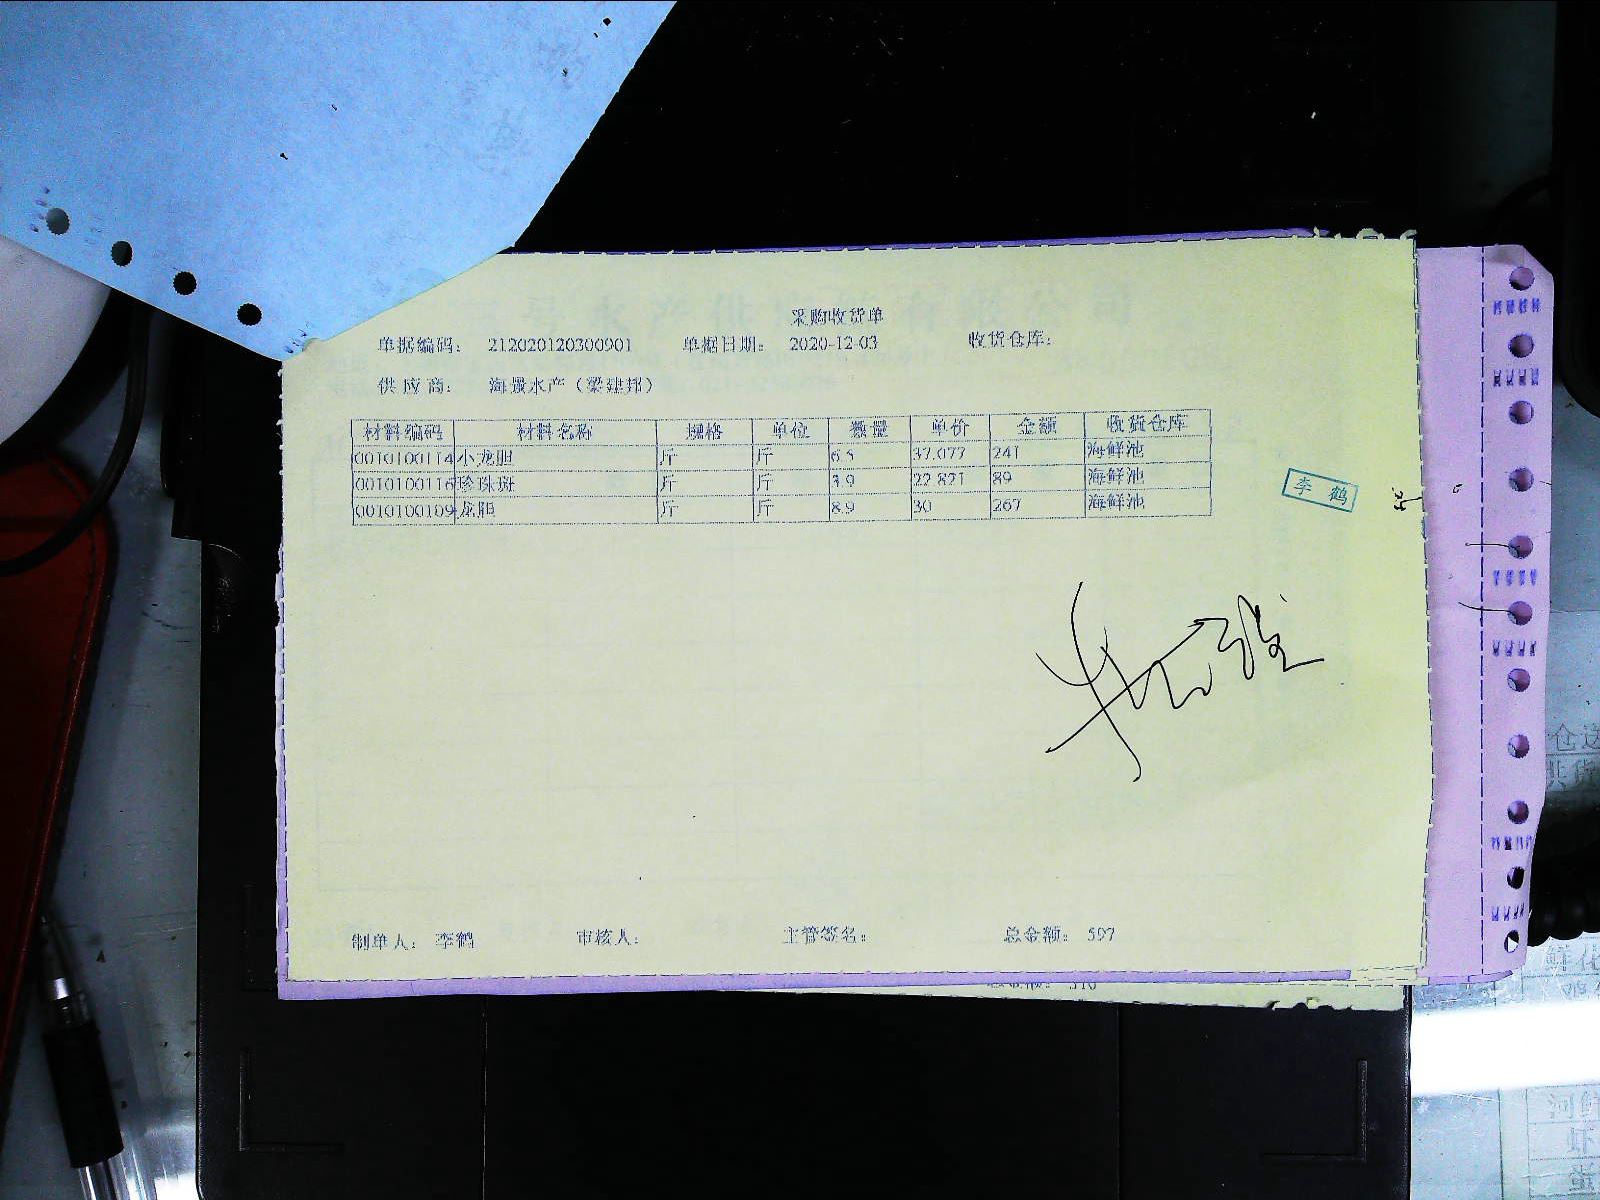 采购收货单
单据编码: 212020120300901 单据日期: 2020-12-03 收货仓库:
供应商: 海景水产(梁建邦)
材料编码 材料名称 规格 单位 数量 单价 金额 收货仓库
0010100114 小龙胆 斤 斤 6.5 37.077 241 海鲜池
0010100116 珍珠斑 斤 斤 3.9 22.821 89 海鲜池
0010100109 龙胆 斤 斤 8.9 30 267 海鲜池
李鹤
制单人: 李鹤 审核人: 主管签名: 总金额: 597